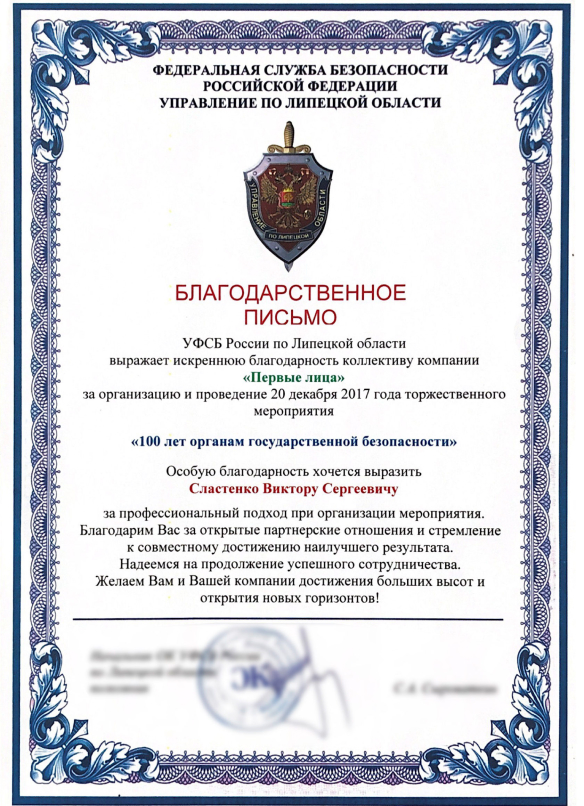 ФЕДЕРАЛЬНАЯ СЛУЖБА БЕЗОПАСНОСТИ
РОССИЙСКОЙ ФЕДЕРАЦИИ
УПРАВЛЕНИЕ ПО ЛИПЕЦКОЙ ОБЛАСТИ
УПРАВЛЕНИЕ
ПО ЛИПЕЦКОЙ
ОБЛАСТИ
БЛАГОДАРСТВЕННОЕ
ПИСЬМО
УФСБ России по Липецкой области
выражает искреннюю благодарность коллективу компании
«Первые лица»
за организацию и проведение 20 декабря 2017 года торжественного
мероприятия
«100 лет органам государственной безопасности»
Особую благодарность хочется выразить
Сластенко Виктору Сергеевичу
за профессиональный подход при организации мероприятия.
Благодарим Вас за открытые партнерские отношения и стремление
к совместному достижению наилучшего результата.
Надеемся на продолжение успешного сотрудничества.
Желаем Вам и Вашей компании достижения больших высот и
открытия новых горизонтов!